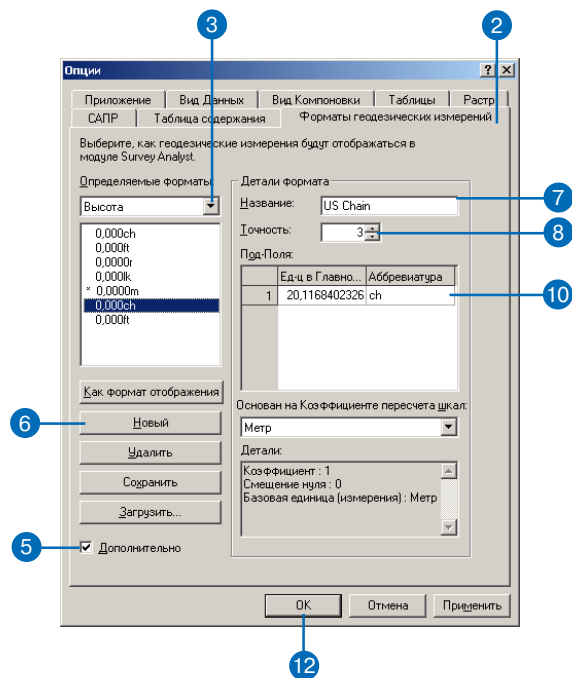 3
2
Опции
Приложение
Вид Данных
Вид Компоновки
Таблицы
Растр
САПР
Таблица содержания
Форматы геодезических измерений
Выберите, как геодезические измерения будут отображаться в
модуле Survey Analyst.
Определяемые форматы:
Высота
0,000ch
0,000ft
0,0000r
0,000lk
* 0,0000m
0,000ch
0,000ft
Как формат отображения
6
Новый
Удалить
Сохранить
Загрузить...
5
Дополнительно
Детали формата
Название:
US Chain
7
Точность:
3
8
Под-Поля:
Ед-ц в Главно...
Аббревиатура
1
20,1168402326
ch
10
Основан на Коэффициенте пересчета шкал:
Метр
Детали:
Коэффициент : 1
Смещение нуля : 0
Базовая единица (измерения) : Метр
OK
Отмена
Применить
12